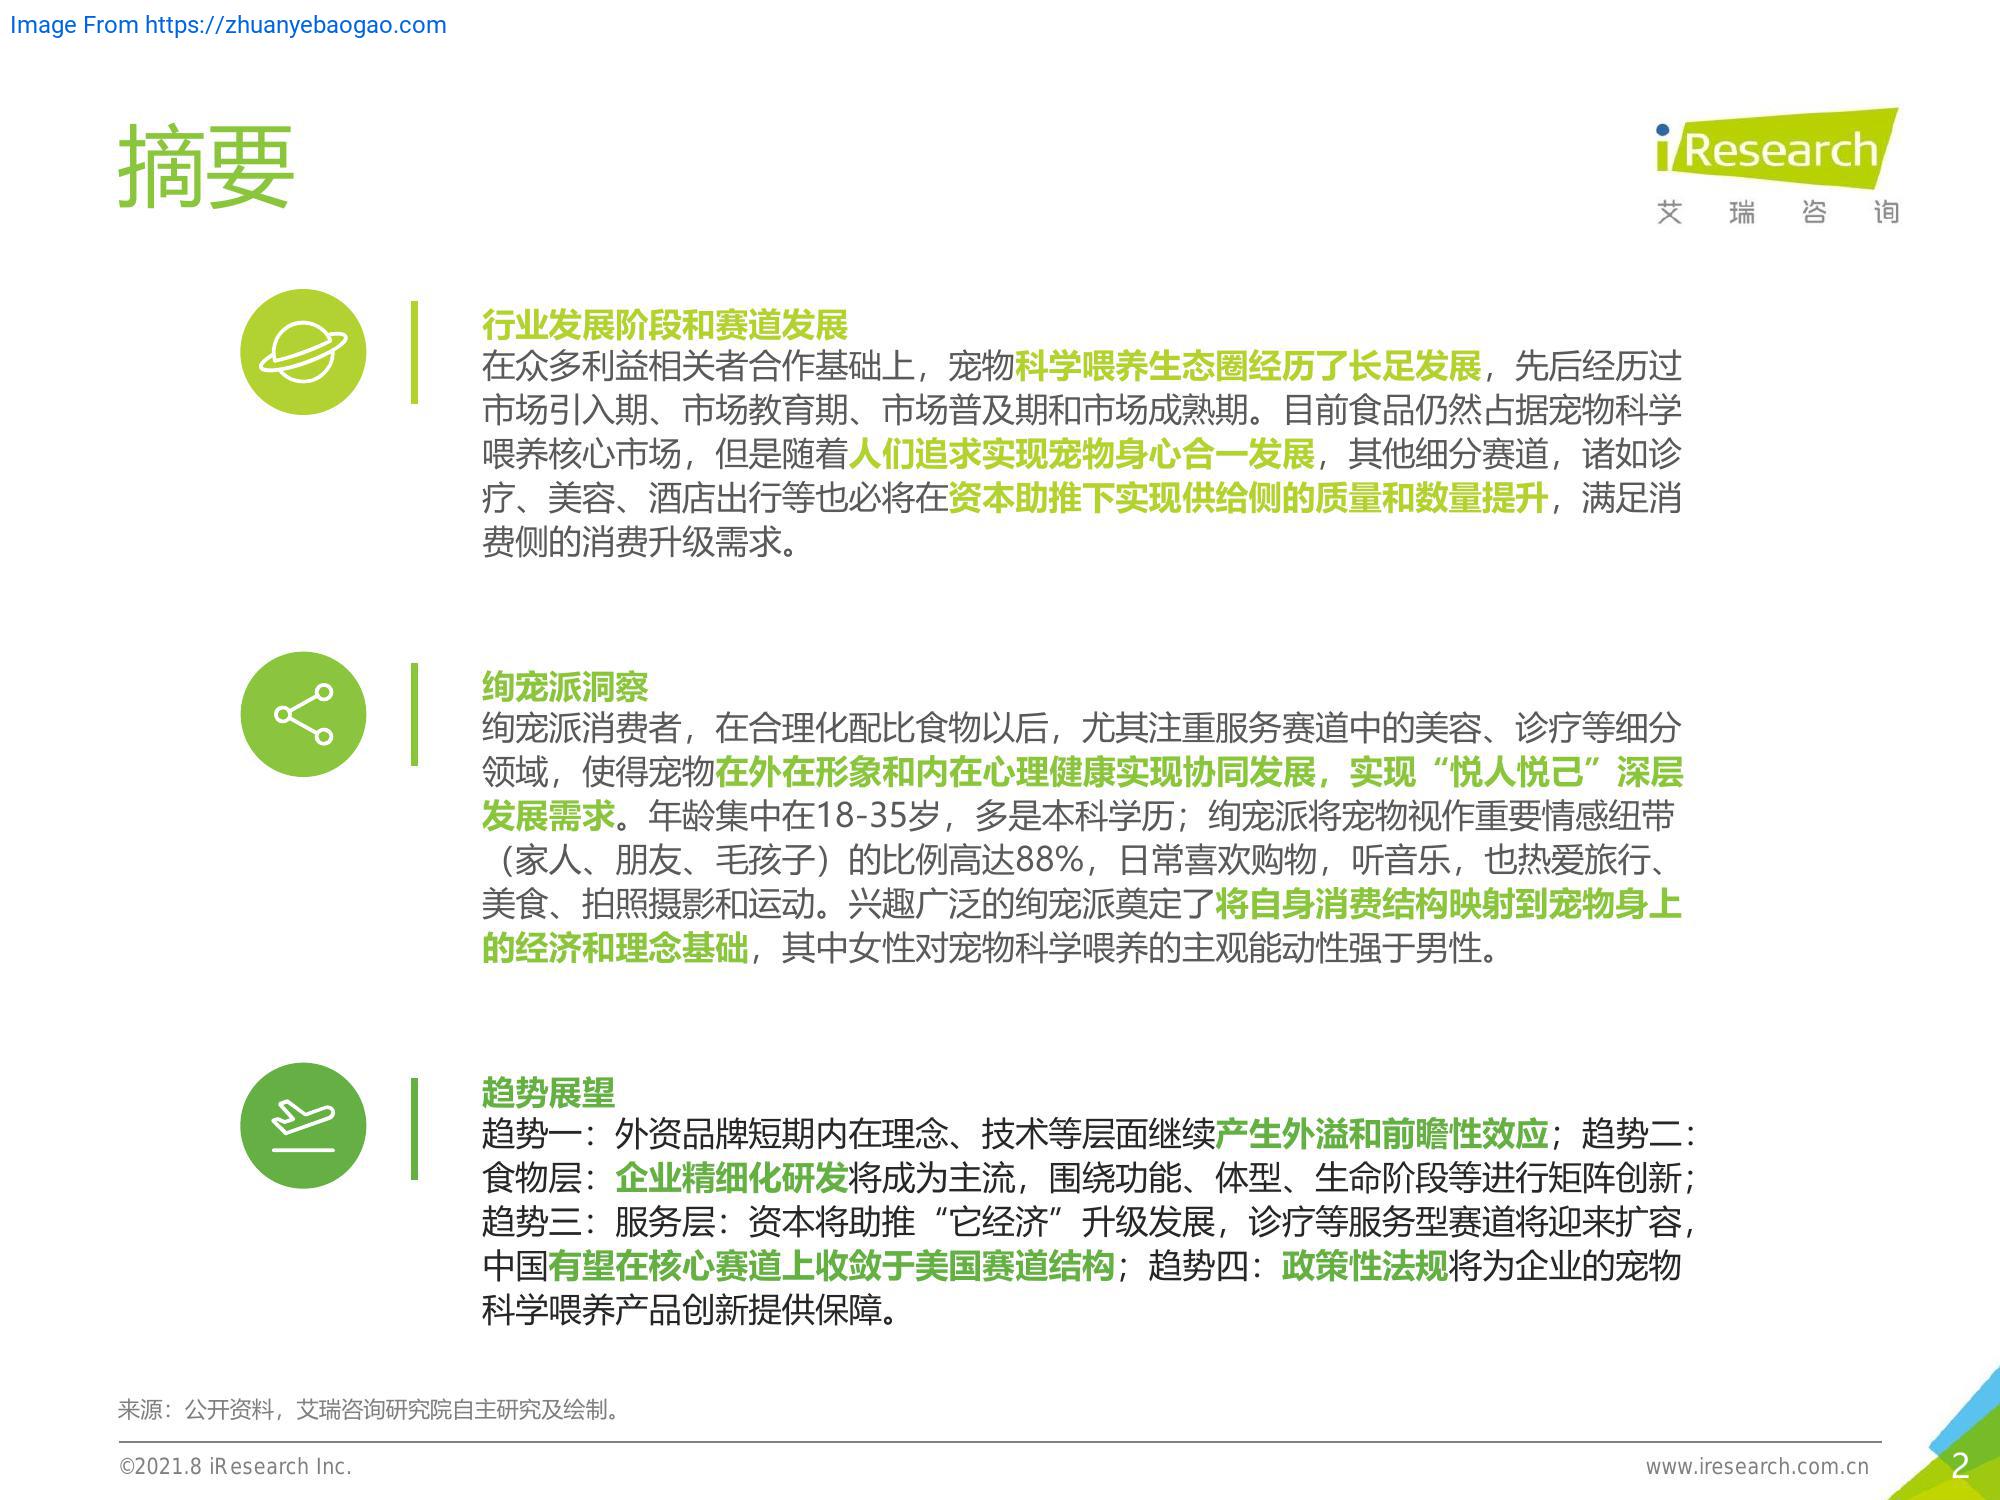 Image From https://zhuanyebaogao.com
摘要
iResearch
艾瑞咨询
行业发展阶段和赛道发展
在众多利益相关者合作基础上，宠物科学喂养生态圈经历了长足发展，先后经历过
市场引入期、市场教育期、市场普及期和市场成熟期。目前食品仍然占据宠物科学
喂养核心市场，但是随着人们追求实现宠物身心合一发展，其他细分赛道，诸如诊
疗、美容、酒店出行等也必将在资本助推下实现供给侧的质量和数量提升，满足消
费侧的消费升级需求。
绚宠派洞察
绚宠派消费者，在合理化配比食物以后，尤其注重服务赛道中的美容、诊疗等细分
领域，使得宠物在外在形象和内在心理健康实现协同发展，实现“悦人悦己”深层
发展需求。年龄集中在18-35岁，多是本科学历；绚宠派将宠物视作重要情感纽带
（家人、朋友、毛孩子）的比例高达88%，日常喜欢购物，听音乐，也热爱旅行、
美食、拍照摄影和运动。兴趣广泛的绚宠派奠定了将自身消费结构映射到宠物身上
的经济和理念基础，其中女性对宠物科学喂养的主观能动性强于男性。
趋势展望
趋势一：外资品牌短期内在理念、技术等层面继续产生外溢和前瞻性效应；趋势二：
食物层：企业精细化研发将成为主流，围绕功能、体型、生命阶段等进行矩阵创新；
趋势三：服务层：资本将助推“它经济”升级发展，诊疗等服务型赛道将迎来扩容，
中国有望在核心赛道上收敛于美国赛道结构；趋势四：政策性法规将为企业的宠物
科学喂养产品创新提供保障。
来源：公开资料，艾瑞咨询研究院自主研究及绘制。
©2021.8 iResearch Inc.
www.iresearch.com.cn
2